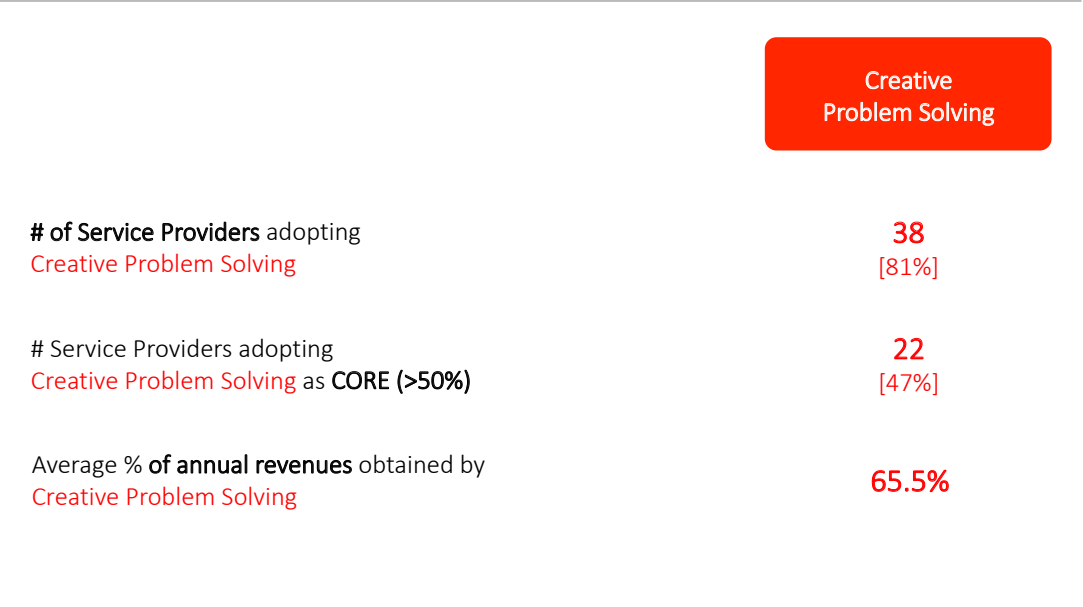 Creative
Problem Solving
# of Service Providers adopting
Creative Problem Solving
38
[81%]
# Service Providers adopting
Creative Problem Solving as CORE (>50%)
22
[47%]
Average % of annual revenues obtained by
Creative Problem Solving
65.5%